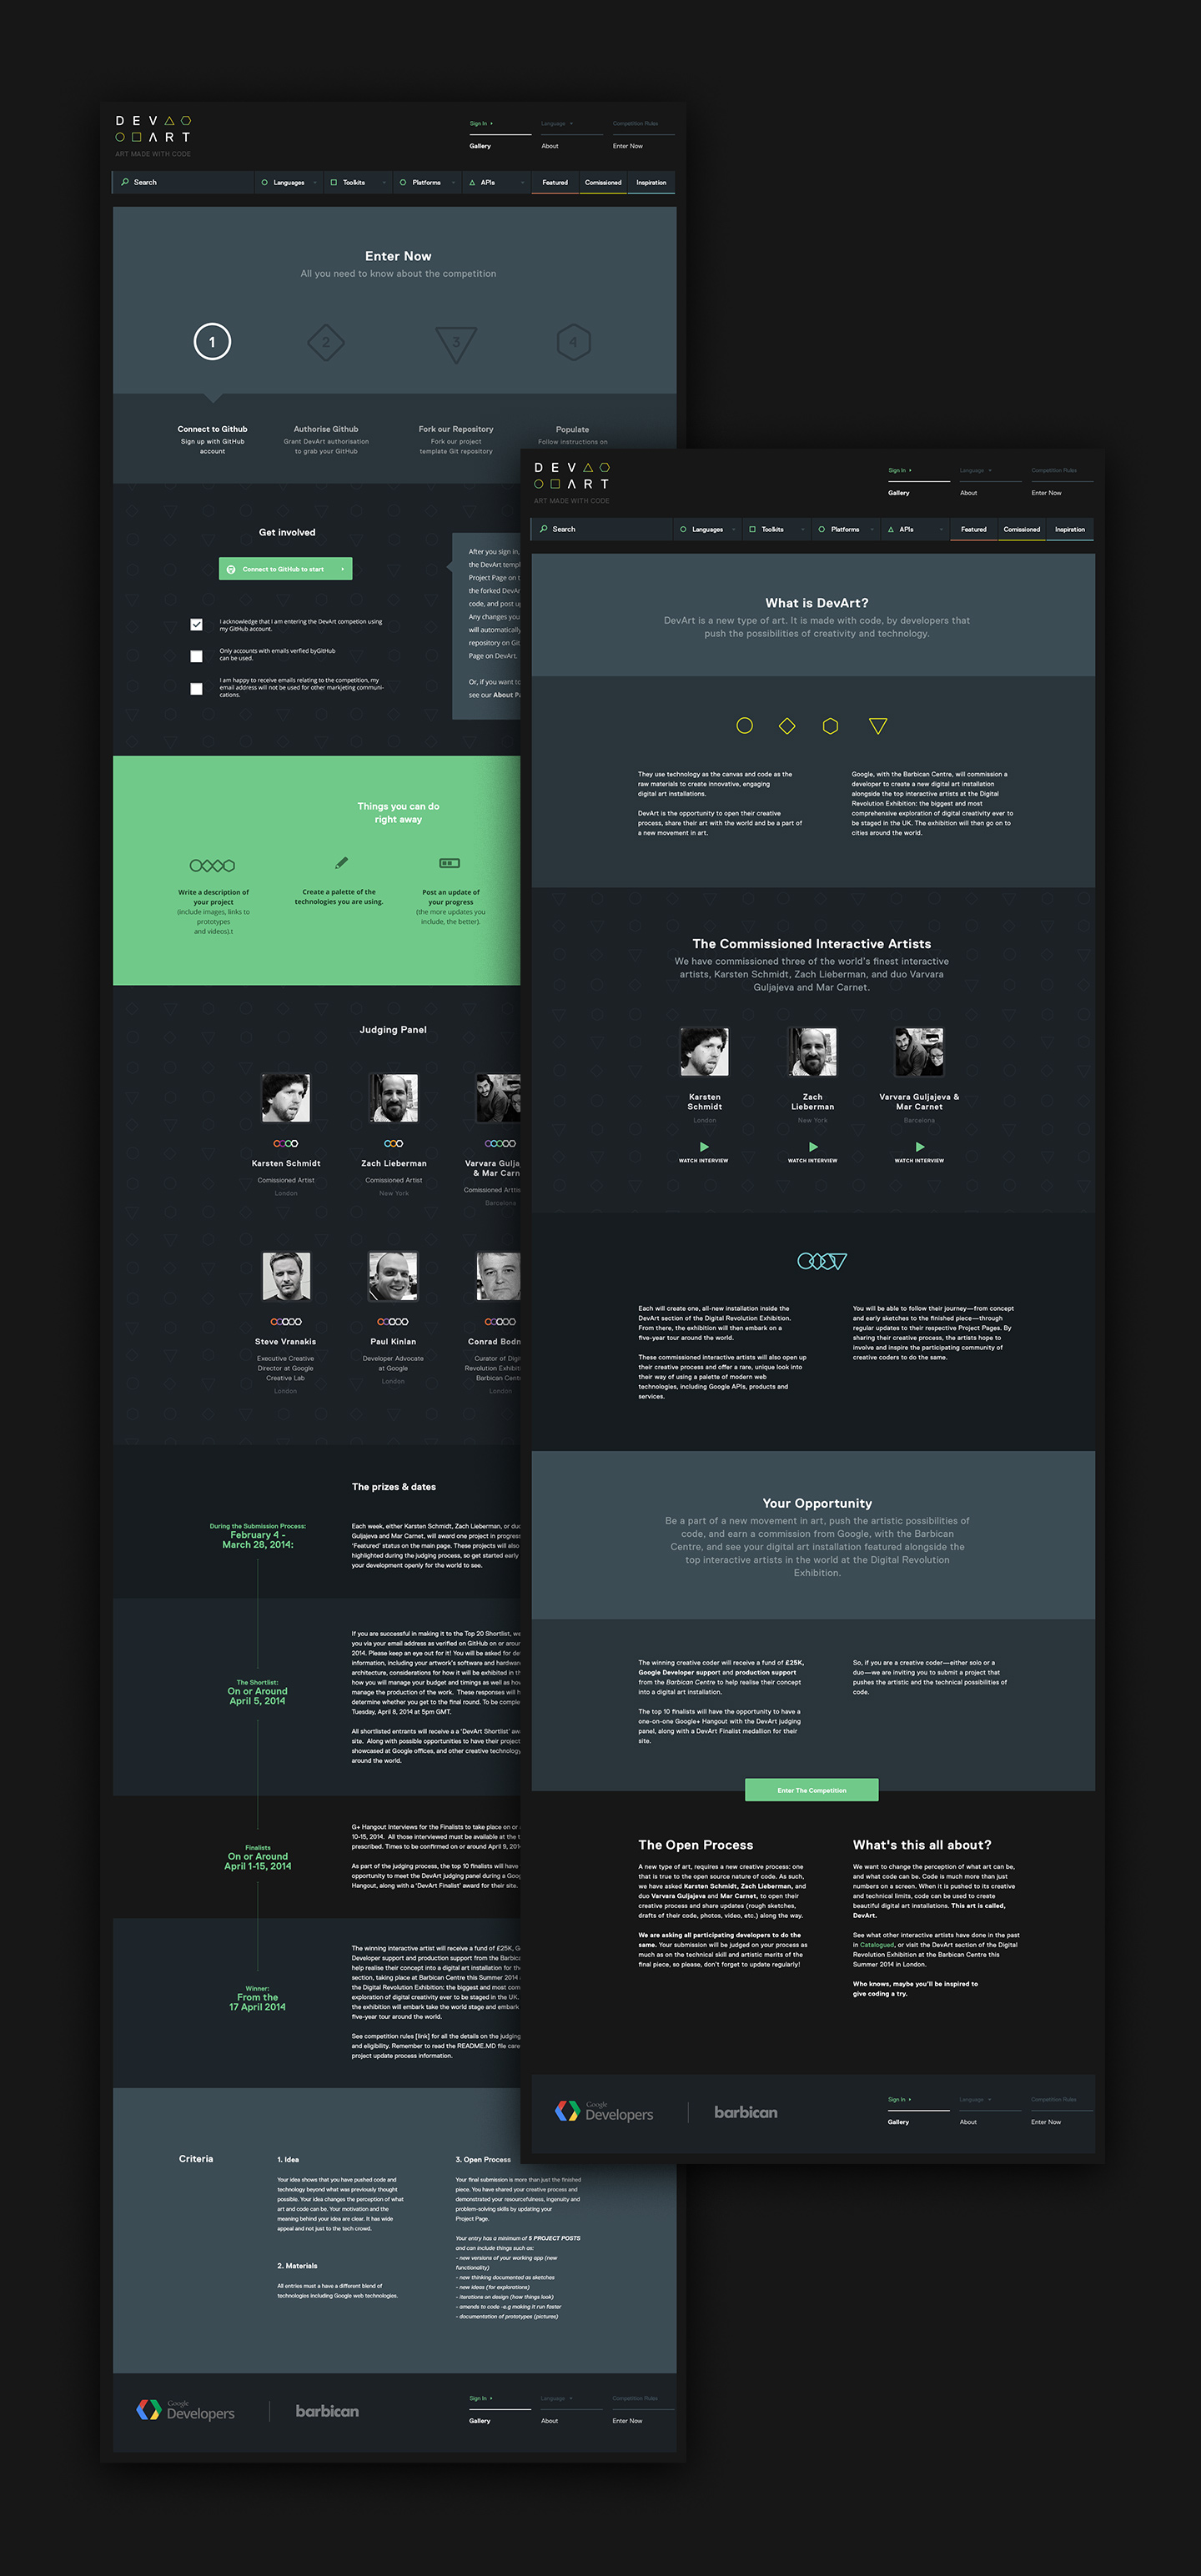 DEV
ART
ART MADE WITH CODE
Sign In
Language
Competition Rules
Gallery
About
Enter Now
Search
Languages
Toolkits
Platforms
APIs
Featured
Comissioned
Inspiration
Enter Now
All you need to know about the competition
1
2
3
4
Connect to Github
Sign up with GitHub
account
Authorise Github
Grant DevArt authorisation
to grab your GitHub
Fork our Repository
Fork our project
template Git repository
Populate
Follow instructions on
Get involved
Connect to GitHub to start
I acknowledge that I am entering the DevArt competion using
my GitHub account.
Only accounts with emails verfied byGitHub
can be used.
I am happy to receive emails relating to the competition, my
email address will not be used for other markjeting communi-
cations.
After you sign in,
the DevArt templ
Project Page on t
the forked DevAr
code, and post up
Any changes you
will automatically
repository on Git
Page on DevArt.
Or, if you want to
see our About Pa
Things you can do
right away
Write a description of
your project
(include images, links to
prototypes
and videos).t
Create a palette of the
technologies you are using.
Post an update of
your progress
(the more updates you
include, the better).
Judging Panel
Karsten Schmidt
Comissioned Artist
London
Zach Lieberman
Comissioned Artist
New York
Varvara Gulja
& Mar Carn
Comissioned Artis
Barcelona
Steve Vranakis
Executive Creative
Director at Google
Creative Lab
London
Paul Kinlan
Developer Advocate
at Google
London
Conrad Bodn
Curator of Digi
Revolution Exhibiti
Barbican Cent
London
The prizes & dates
During the Submission Process:
February 4 -
March 28, 2014:
Each week, either Karsten Schmidt, Zach Lieberman, or duo
Guljajeva and Mar Carnet, will award one project in progress
'Featured' status on the main page. These projects will also
highlighted during the judging process, so get started early
your development openly for the world to see.
The Shortlist:
On or Around
April 5, 2014
If you are successful in making it to the Top 20 Shortlist, we
you via your email address as verified on GitHub on or aroun
2014. Please keep an eye out for it! You will be asked for de
information, including your artwork's software and hardwar
architecture, considerations for how it will be exhibited in th
how you will manage your budget and timings as well as how
manage the production of the work. These responses will h
determine whether you get to the final round. To be comple
Tuesday, April 8, 2014 at 5pm GMT.
All shortlisted entrants will receive a a 'DevArt Shortlist' awa
site. Along with possible opportunities to have their project
showcased at Google offices, and other creative technology
around the world.
Finalists
On or Around
April 1-15, 2014
G+ Hangout Interviews for the Finalists to take place on or
10-15, 2014. All those interviewed must be available at the t
prescribed. Times to be confirmed on or around April 9, 201
As part of the judging process, the top 10 finalists will have
opportunity to meet the DevArt judging panel during a Goog
Hangout, along with a 'DevArt Finalist' award for their site.
Winner:
From the
17 April 2014
The winning interactive artist will receive a fund of £25K, G
Developer support and production support from the Barbica
help realise their concept into a digital art installation for the
section, taking place at Barbican Centre this Summer 2014
the Digital Revolution Exhibition: the biggest and most com
exploration of digital creativity ever to be staged in the UK.
the exhibition will embark take the world stage and embark
five-year tour around the world.
See competition rules [link] for all the details on the judging
and eligibility. Remember to read the README.MD file care
project update process information.
Criteria
1. Idea
Your idea shows that you have pushed code and
technology beyond what was previously thought
possible. Your idea changes the perception of what
art and code can be. Your motivation and the
meaning behind your idea are clear. It has wide
appeal and not just to the tech crowd.
2. Materials
All entries must a have a different blend of
technologies including Google web technologies.
3. Open Process
Your final submission is more than just the finished
piece. You have shared your creative process and
demonstrated your resourcefulness, ingenuity and
problem-solving skills by updating your
Project Page.
Your entry has a minimum of 5 PROJECT POSTS
and can include things such as:
- new versions of your working app (new
functionality)
- new thinking documented as sketches
- new ideas (for explorations)
- iterations on design (how things look)
- amends to code -e.g making it run faster
- documentation of prototypes (pictures)
Google
Developers
barbican
Sign In
Language
Competition Rules
Gallery
About
Enter Now
DEV
ART
ART MADE WITH CODE
Sign In
Language
Competition Rules
Gallery
About
Enter Now
Search
Languages
Toolkits
Platforms
APIs
Featured
Comissioned
Inspiration
What is DevArt?
DevArt is a new type of art. It is made with code, by developers that
push the possibilities of creativity and technology.
They use technology as the canvas and code as the
raw materials to create innovative, engaging
digital art installations.
DevArt is the opportunity to open their creative
process, share their art with the world and be a part of
a new movement in art.
Google, with the Barbican Centre, will commission a
developer to create a new digital art installation
alongside the top interactive artists at the Digital
Revolution Exhibition: the biggest and most
comprehensive exploration of digital creativity ever to
be staged in the UK. The exhibition will then go on to
cities around the world.
The Commissioned Interactive Artists
We have commissioned three of the world's finest interactive
artists, Karsten Schmidt, Zach Lieberman, and duo Varvara
Guljajeva and Mar Carnet.
Karsten
Schmidt
London
WATCH INTERVIEW
Zach
Lieberman
New York
WATCH INTERVIEW
Varvara Guljajeva &
Mar Carnet
Barcelona
WATCH INTERVIEW
Each will create one, all-new installation inside the
DevArt section of the Digital Revolution Exhibition.
From there, the exhibition will then embark on a
five-year tour around the world.
These commissioned interactive artists will also open up
their creative process and offer a rare, unique look into
their way of using a palette of modern web
technologies, including Google APIs, products and
services.
You will be able to follow their journey—from concept
and early sketches to the finished piece—through
regular updates to their respective Project Pages. By
sharing their creative process, the artists hope to
involve and inspire the participating community of
creative coders to do the same.
Your Opportunity
Be a part of a new movement in art, push the artistic possibilities of
code, and earn a commission from Google, with the Barbican
Centre, and see your digital art installation featured alongside the
top interactive artists in the world at the Digital Revolution
Exhibition.
The winning creative coder will receive a fund of £25K,
Google Developer support and production support
from the Barbican Centre to help realise their concept
into a digital art installation.
The top 10 finalists will have the opportunity to have a
one-on-one Google+ Hangout with the DevArt judging
panel, along with a DevArt Finalist medallion for their
site.
So, if you are a creative coder—either solo or a
duo—we are inviting you to submit a project that
pushes the artistic and the technical possibilities of
code.
Enter The Competition
The Open Process
A new type of art, requires a new creative process: one
that is true to the open source nature of code. As such,
we have asked Karsten Schmidt, Zach Lieberman, and
duo Varvara Guljajeva and Mar Carnet, to open their
creative process and share updates (rough sketches,
drafts of their code, photos, video, etc.) along the way.
We are asking all participating developers to do the
same. Your submission will be judged on your process as
much as on the technical skill and artistic merits of the
final piece, so please, don't forget to update regularly!
What's this all about?
We want to change the perception of what art can be,
and what code can be. Code is much more than just
numbers on a screen. When it is pushed to its creative
and technical limits, code can be used to create
beautiful digital art installations. This art is called,
DevArt.
See what other interactive artists have done in the past
in Catalogued, or visit the DevArt section of the Digital
Revolution Exhibition at the Barbican Centre this
Summer 2014 in London.
Who knows, maybe you'll be inspired to
give coding a try.
Google
Developers
barbican
Sign In
Language
Competition Rules
Gallery
About
Enter Now